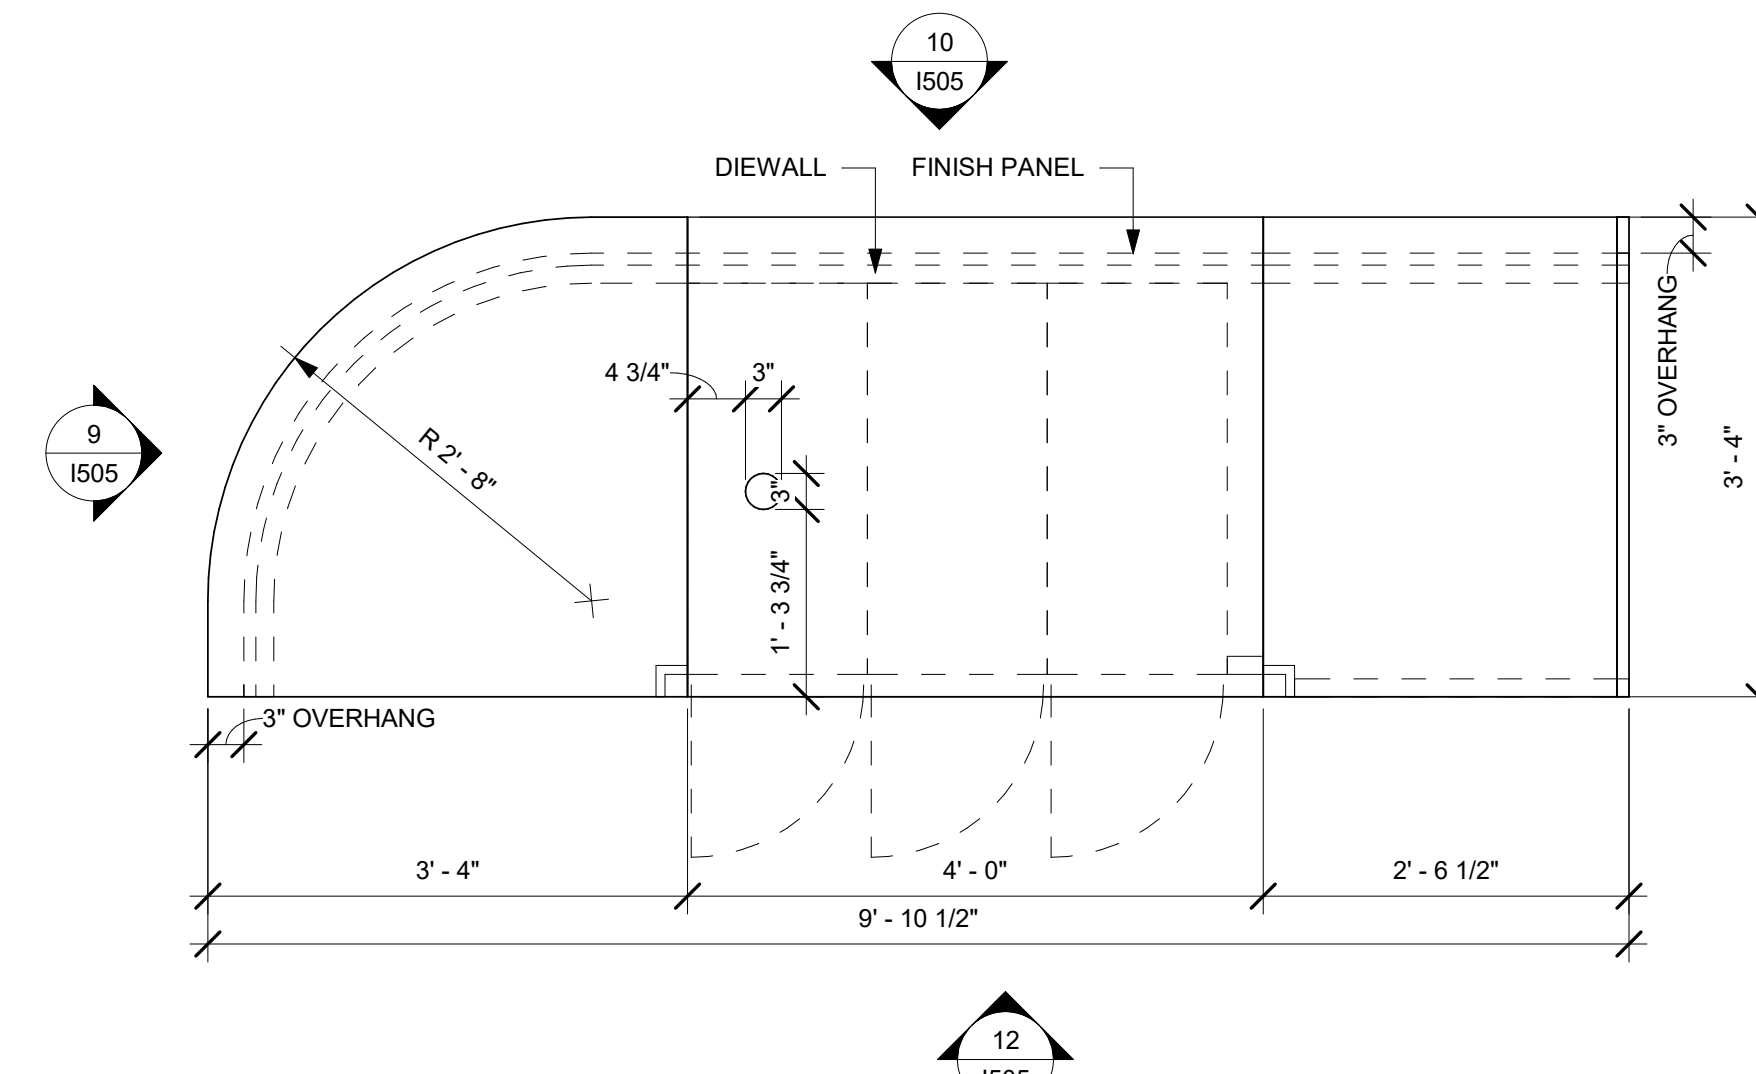 10
I505
DIEWALL
FINISH PANEL
3" OVERHANG
4 3/4"
3"
9
I505
R 2' - 8"
3' - 4"
3"
1' - 3 3/4"
3" OVERHANG
3' - 4"
4' - 0"
2' - 6 1/2"
9' - 10 1/2"
12